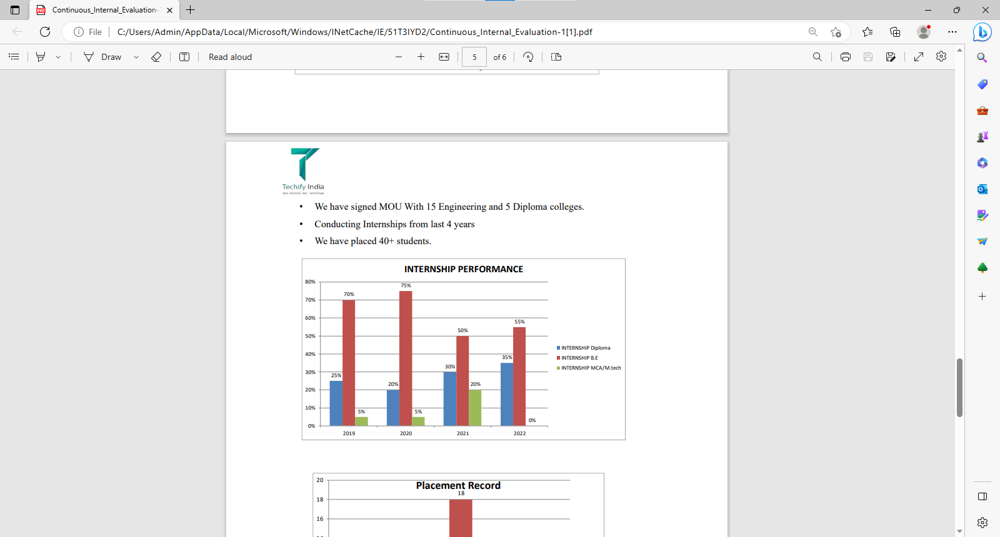 Continuous_Internal_Evaluation-
File
C:/Users/Admin/AppData/Local/Microsoft/Windows/INetCache/IE/51T3IYD2/Continuous_Internal_Evaluation-1[1].pdf
Draw
Read aloud
5 of 6
Techify India
Get Control Get Techified
• We have signed MOU With 15 Engineering and 5 Diploma colleges.
• Conducting Internships from last 4 years
• We have placed 40+ students.
INTERNSHIP PERFORMANCE
80%
75%
70%
70%
60%
55%
50%
50%
40%
35%
30%
30%
25%
20%
20%
20%
10%
5%
5%
0%
0%
2019 2020 2021 2022
INTERNSHIP Diploma
INTERNSHIP B.E
INTERNSHIP MCA/M.tech
20
Placement Record
18
18
16